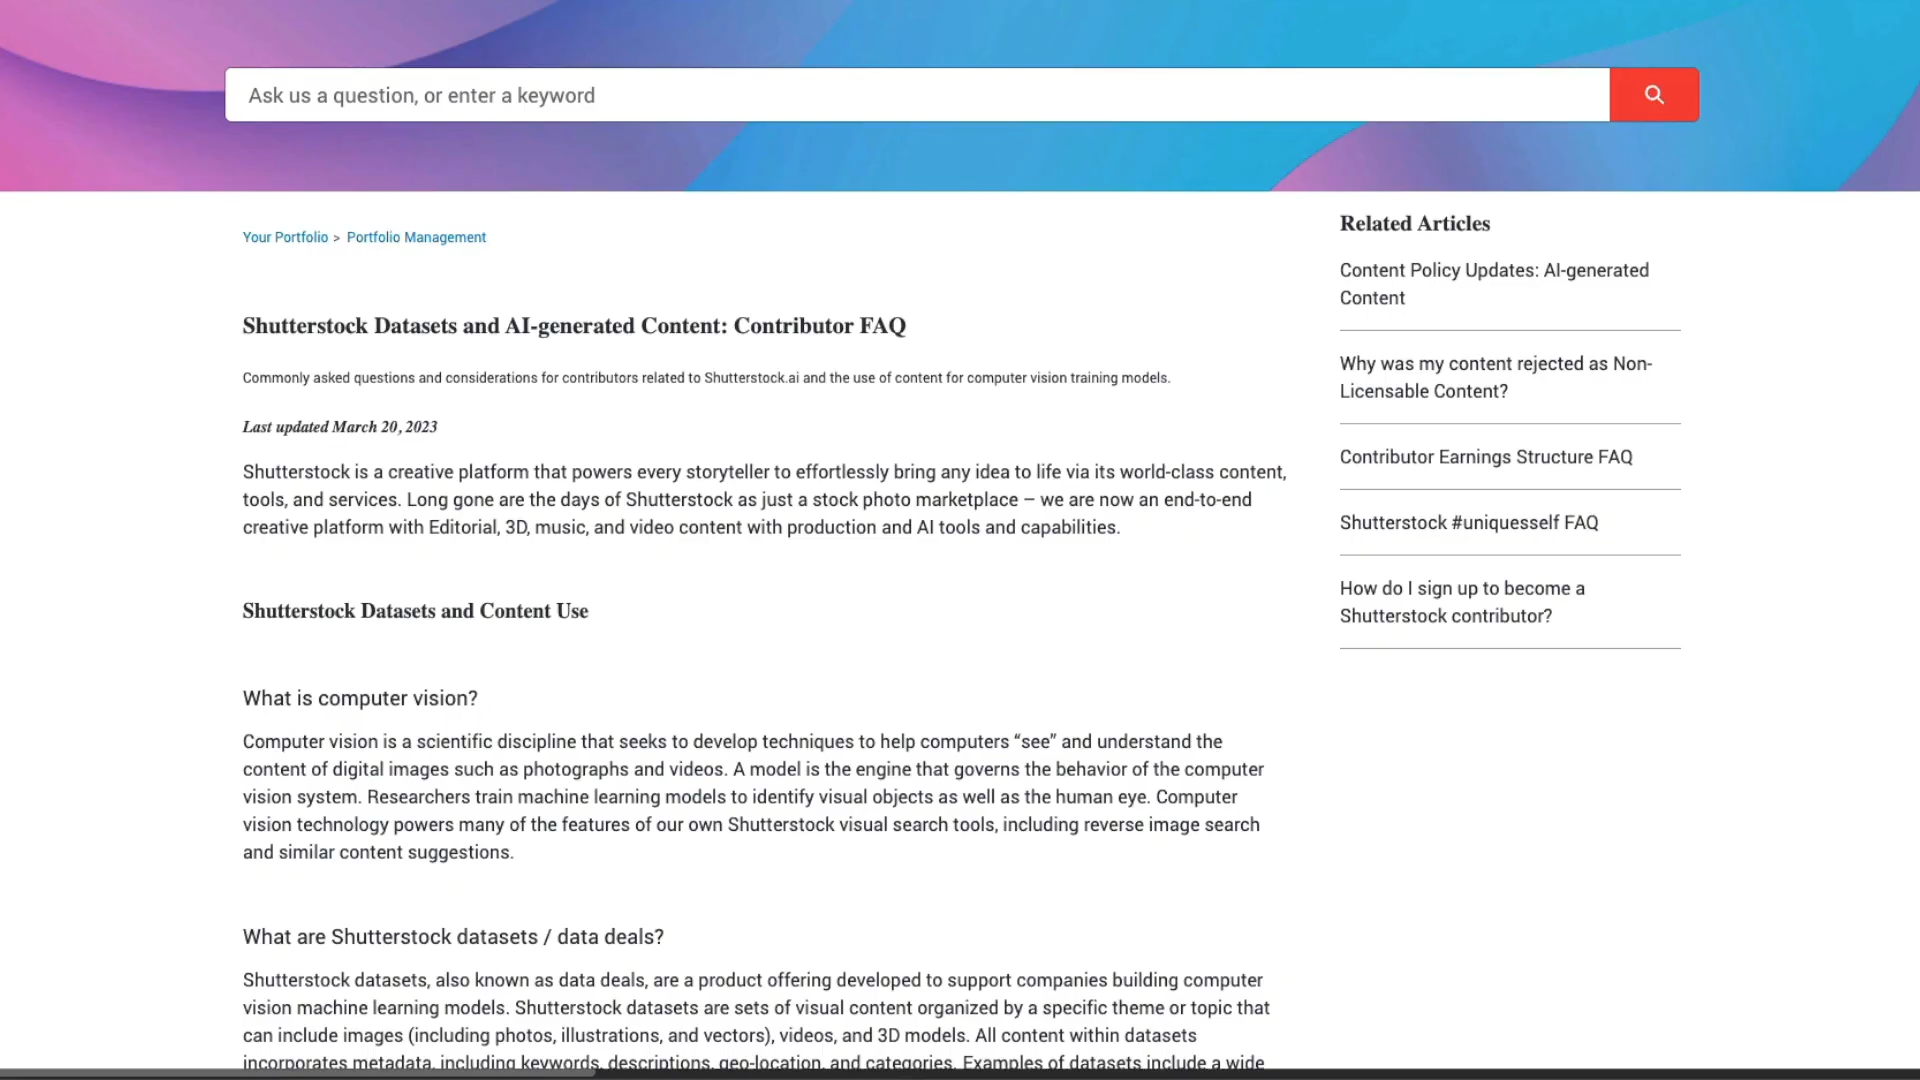 Ask us a question, or enter a keyword
Your Portfolio > Portfolio Management
Shutterstock Datasets and AI-generated Content: Contributor FAQ
Commonly asked questions and considerations for contributors related to Shutterstock.ai and the use of content for computer vision training models.
Last updated March 20, 2023
Shutterstock is a creative platform that powers every storyteller to effortlessly bring any idea to life via its world-class content,
tools, and services. Long gone are the days of Shutterstock as just a stock photo marketplace – we are now an end-to-end
creative platform with Editorial, 3D, music, and video content with production and AI tools and capabilities.
Shutterstock Datasets and Content Use
What is computer vision?
Computer vision is a scientific discipline that seeks to develop techniques to help computers “see” and understand the
content of digital images such as photographs and videos. A model is the engine that governs the behavior of the computer
vision system. Researchers train machine learning models to identify visual objects as well as the human eye. Computer
vision technology powers many of the features of our own Shutterstock visual search tools, including reverse image search
and similar content suggestions.
What are Shutterstock datasets / data deals?
Shutterstock datasets, also known as data deals, are a product offering developed to support companies building computer
vision machine learning models. Shutterstock datasets are sets of visual content organized by a specific theme or topic that
can include images (including photos, illustrations, and vectors), videos, and 3D models. All content within datasets
incorporates metadata, including keywords, descriptions, geo-location, and categories. Examples of datasets include a wide
Related Articles
Content Policy Updates: AI-generated
Content
Why was my content rejected as Non-
Licensable Content?
Contributor Earnings Structure FAQ
Shutterstock #uniquesself FAQ
How do I sign up to become a
Shutterstock contributor?